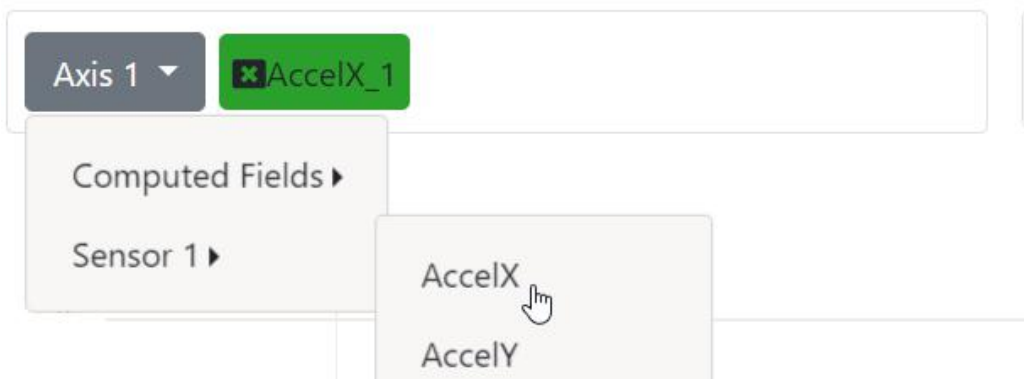 Axis 1
AccelX_1
Computed Fields
Sensor 1
AccelX
AccelY